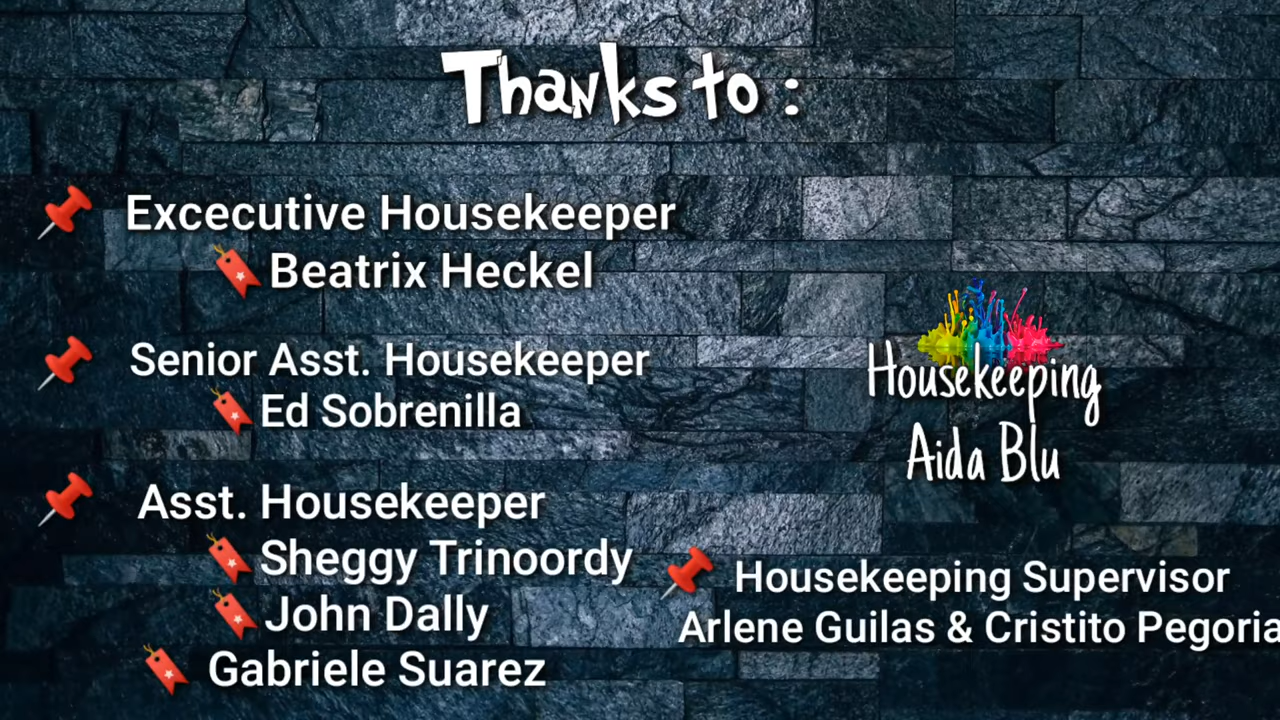 Thanks to :
Excecutive Housekeeper
Beatrix Heckel
Senior Asst. Housekeeper
Ed Sobrenilla
Asst. Housekeeper
Sheggy Trinoordy
John Dally
Gabriele Suarez
Housekeeping
Aida Blu
Housekeeping Supervisor
Arlene Guilas & Cristito Pegoria